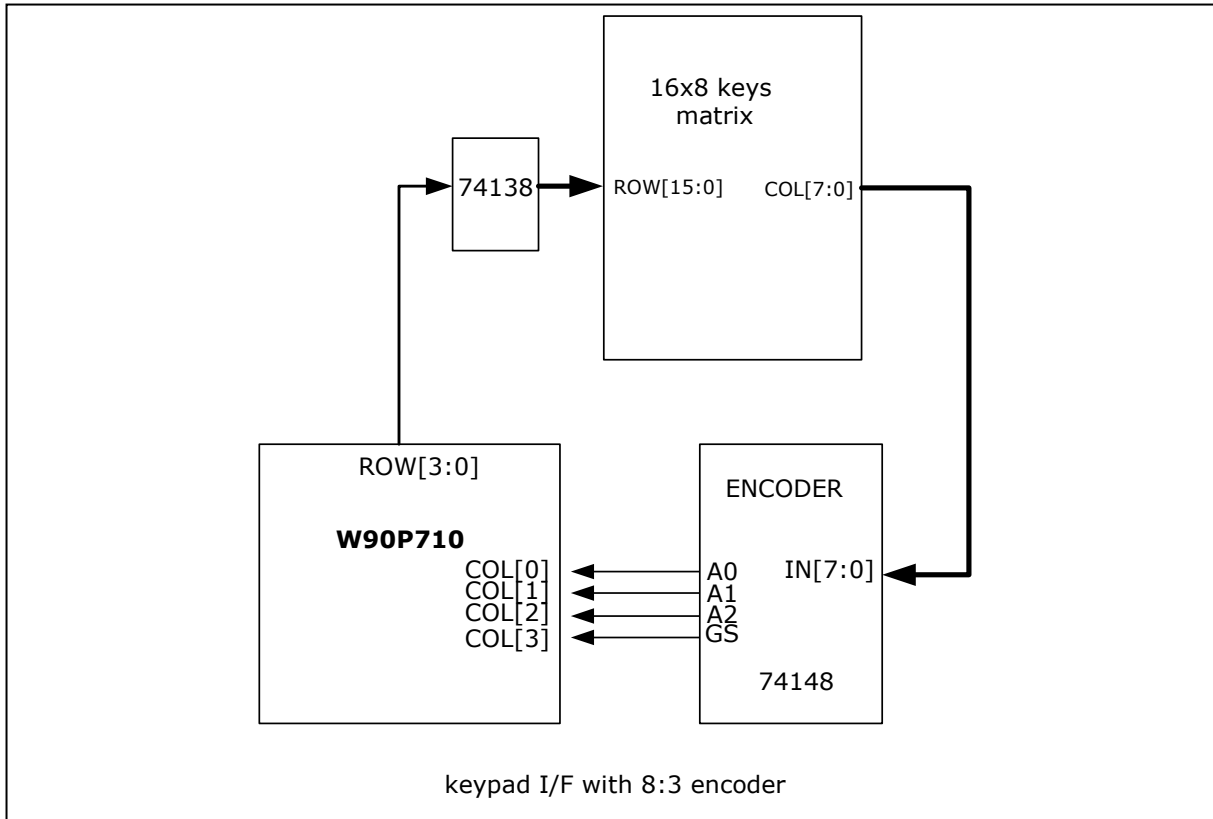 16x8 keys
matrix
74138
ROW[15:0]
COL[7:0]
ROW[3:0]
W90P710
COL[0]
COL[1]
COL[2]
COL[3]
ENCODER
A0
A1
A2
GS
IN[7:0]
74148
keypad I/F with 8:3 encoder